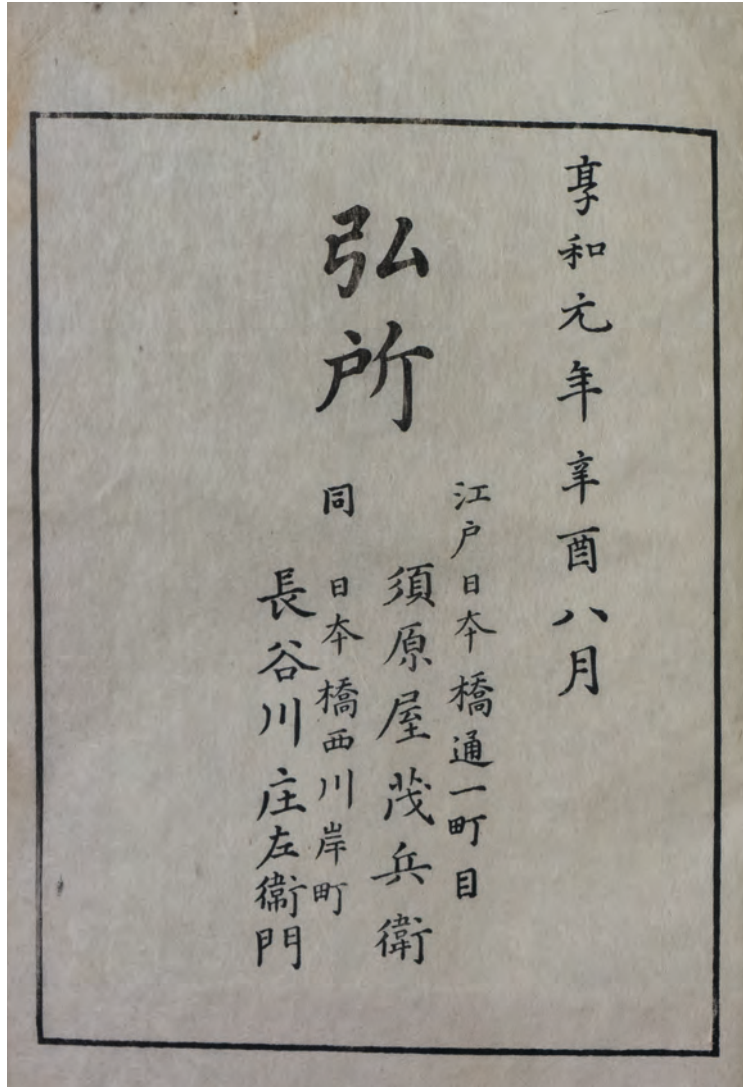 享和元年辛酉八月
弘所
江戸日本橋通一町目
須原屋茂兵衛
同 日本橋西川岸町
長谷川庄左衛門